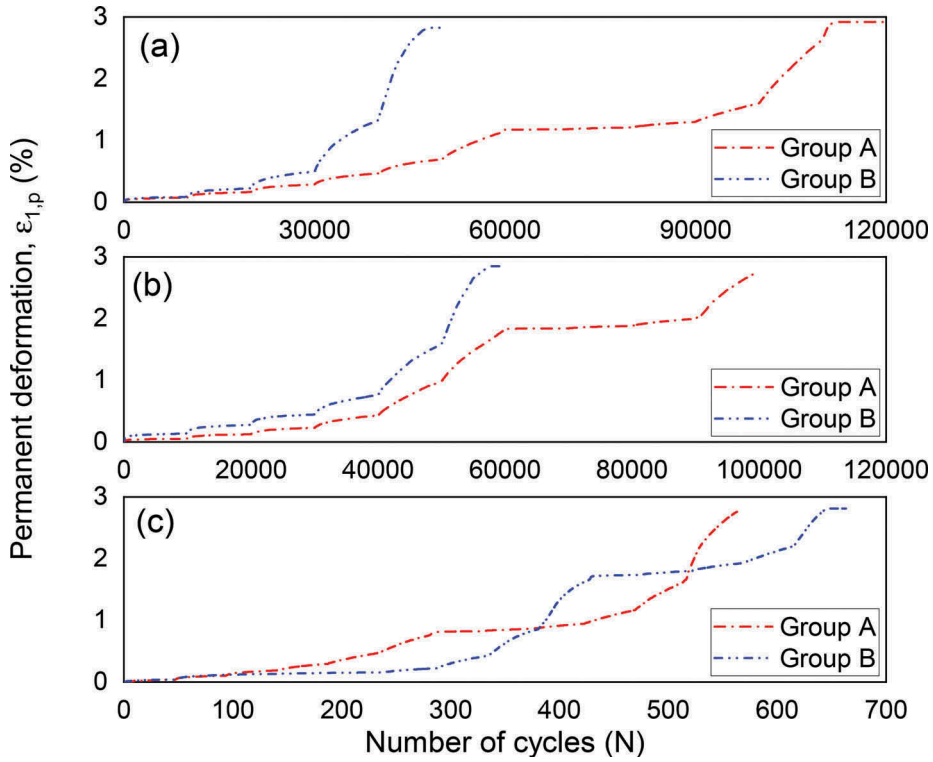 Permanent deformation, ε1,p (%)
(a)
3
2
1
0
Group A
Group B
0 30000 60000 90000 120000
(b)
3
2
1
0
Group A
Group B
0 20000 40000 60000 80000 100000 120000
(c)
3
2
1
0
Group A
Group B
0 100 200 300 400 500 600 700
Number of cycles (N)